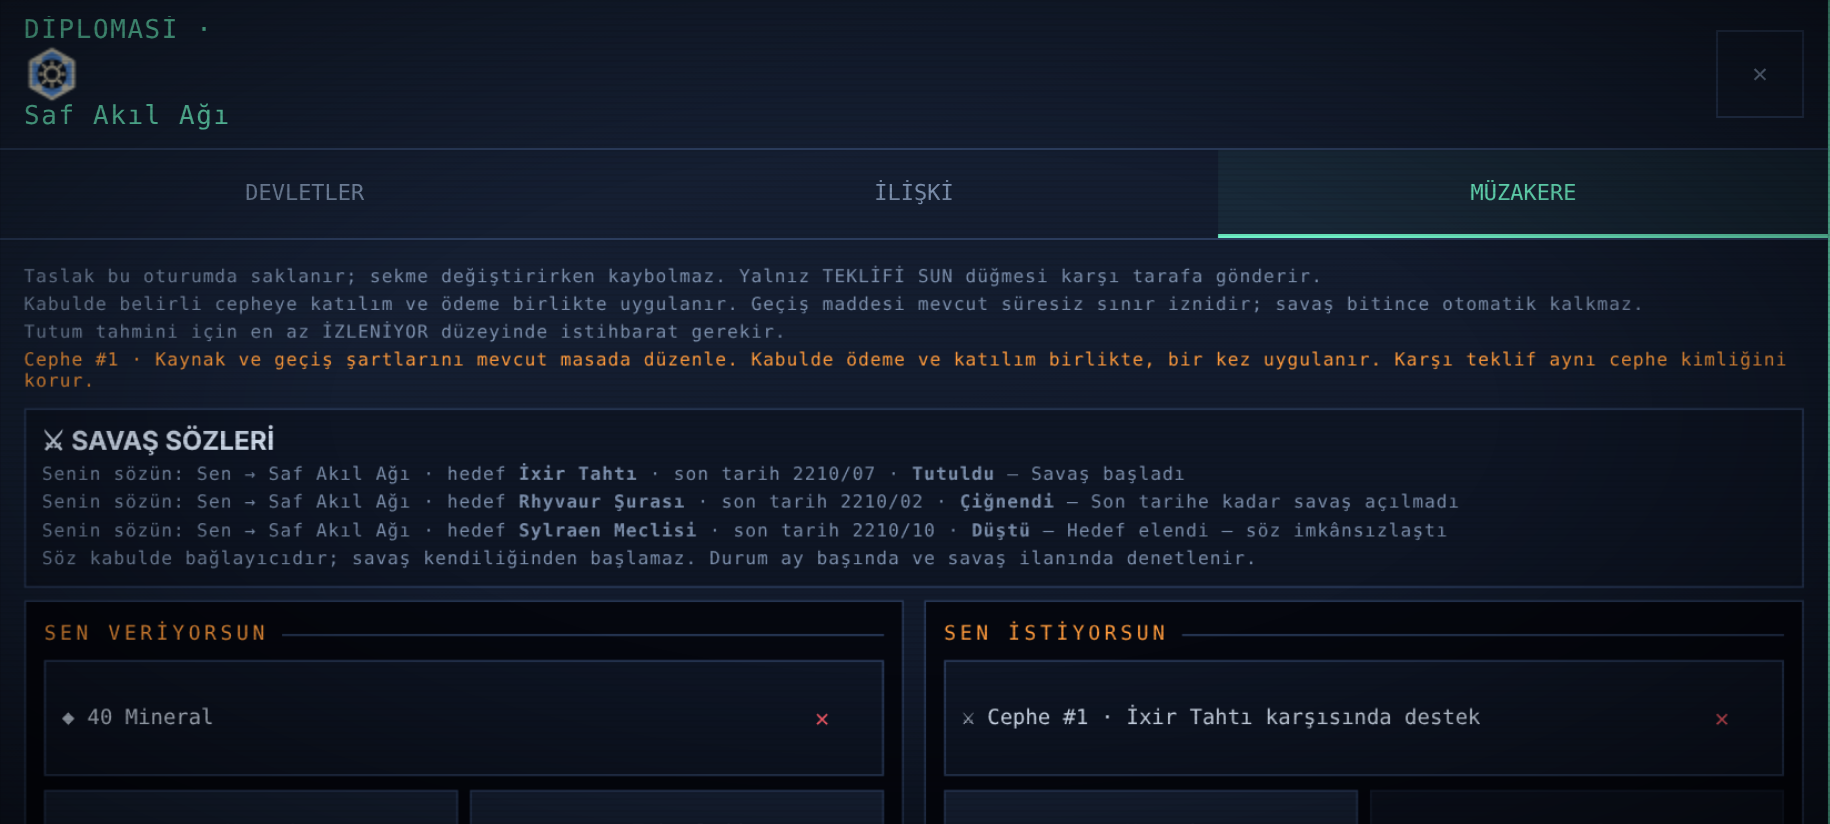 DİPLOMASİ ·
Saf Akıl Ağı
×
DEVLETLER
İLİŞKİ
MÜZAKERE
Taslak bu oturumda saklanır; sekme değiştirirken kaybolmaz. Yalnız TEKLİFİ SUN düğmesi karşı tarafa gönderir.
Kabulde belirli cepheye katılım ve ödeme birlikte uygulanır. Geçiş maddesi mevcut süresiz sınır iznidir; savaş bitince otomatik kalkmaz.
Tutum tahmini için en az İZLENİYOR düzeyinde istihbarat gerekir.
Cephe #1 · Kaynak ve geçiş şartlarını mevcut masada düzenle. Kabulde ödeme ve katılım birlikte, bir kez uygulanır. Karşı teklif aynı cephe kimliğini
korur.
⚔ SAVAŞ SÖZLERİ
Senin sözün: Sen → Saf Akıl Ağı · hedef İxir Tahtı · son tarih 2210/07 · Tutuldu — Savaş başladı
Senin sözün: Sen → Saf Akıl Ağı · hedef Rhyvaur Şurası · son tarih 2210/02 · Çiğnendi — Son tarihe kadar savaş açılmadı
Senin sözün: Sen → Saf Akıl Ağı · hedef Sylraen Meclisi · son tarih 2210/10 · Düştü — Hedef elendi — söz imkânsızlaştı
Söz kabulde bağlayıcıdır; savaş kendiliğinden başlamaz. Durum ay başında ve savaş ilanında denetlenir.
SEN VERİYORSUN
◆ 40 Mineral ×
SEN İSTİYORSUN
⚔ Cephe #1 · İxir Tahtı karşısında destek ×